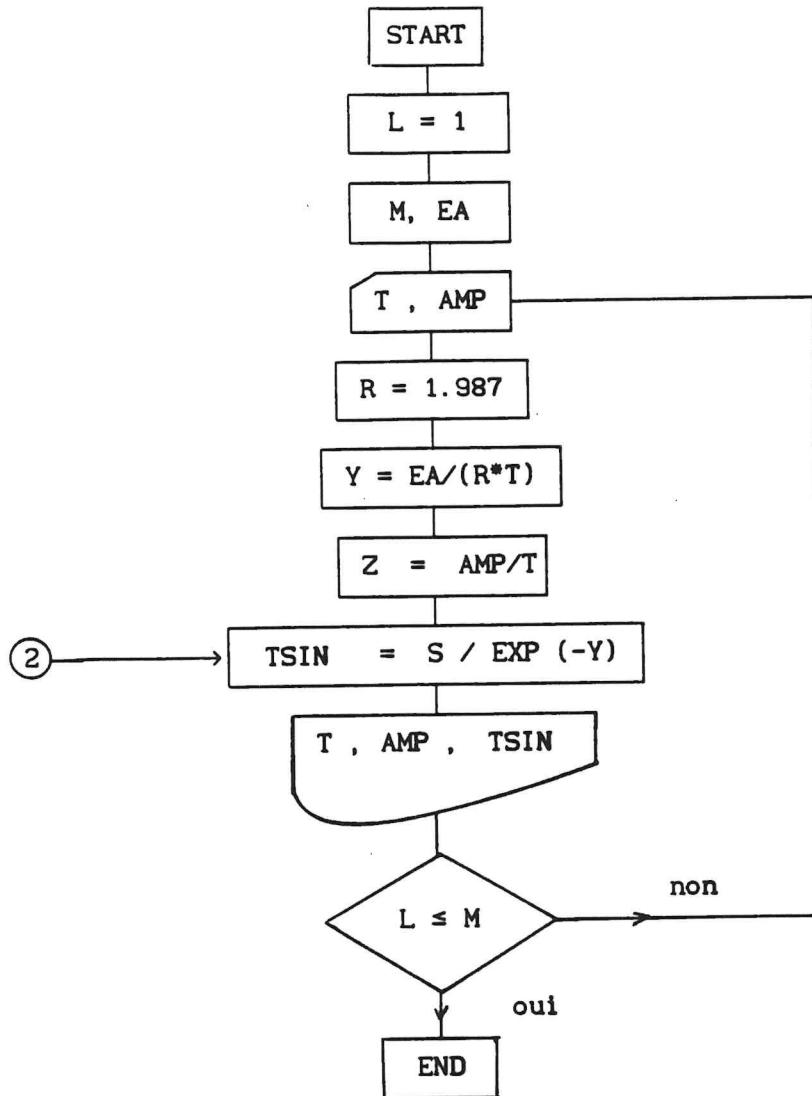 START
L = 1
M, EA
T , AMP
R = 1.987
Y = EA/(R*T)
Z = AMP/T
2
TSIN = S / EXP (-Y)
T , AMP , TSIN
L ≤ M
non
oui
END